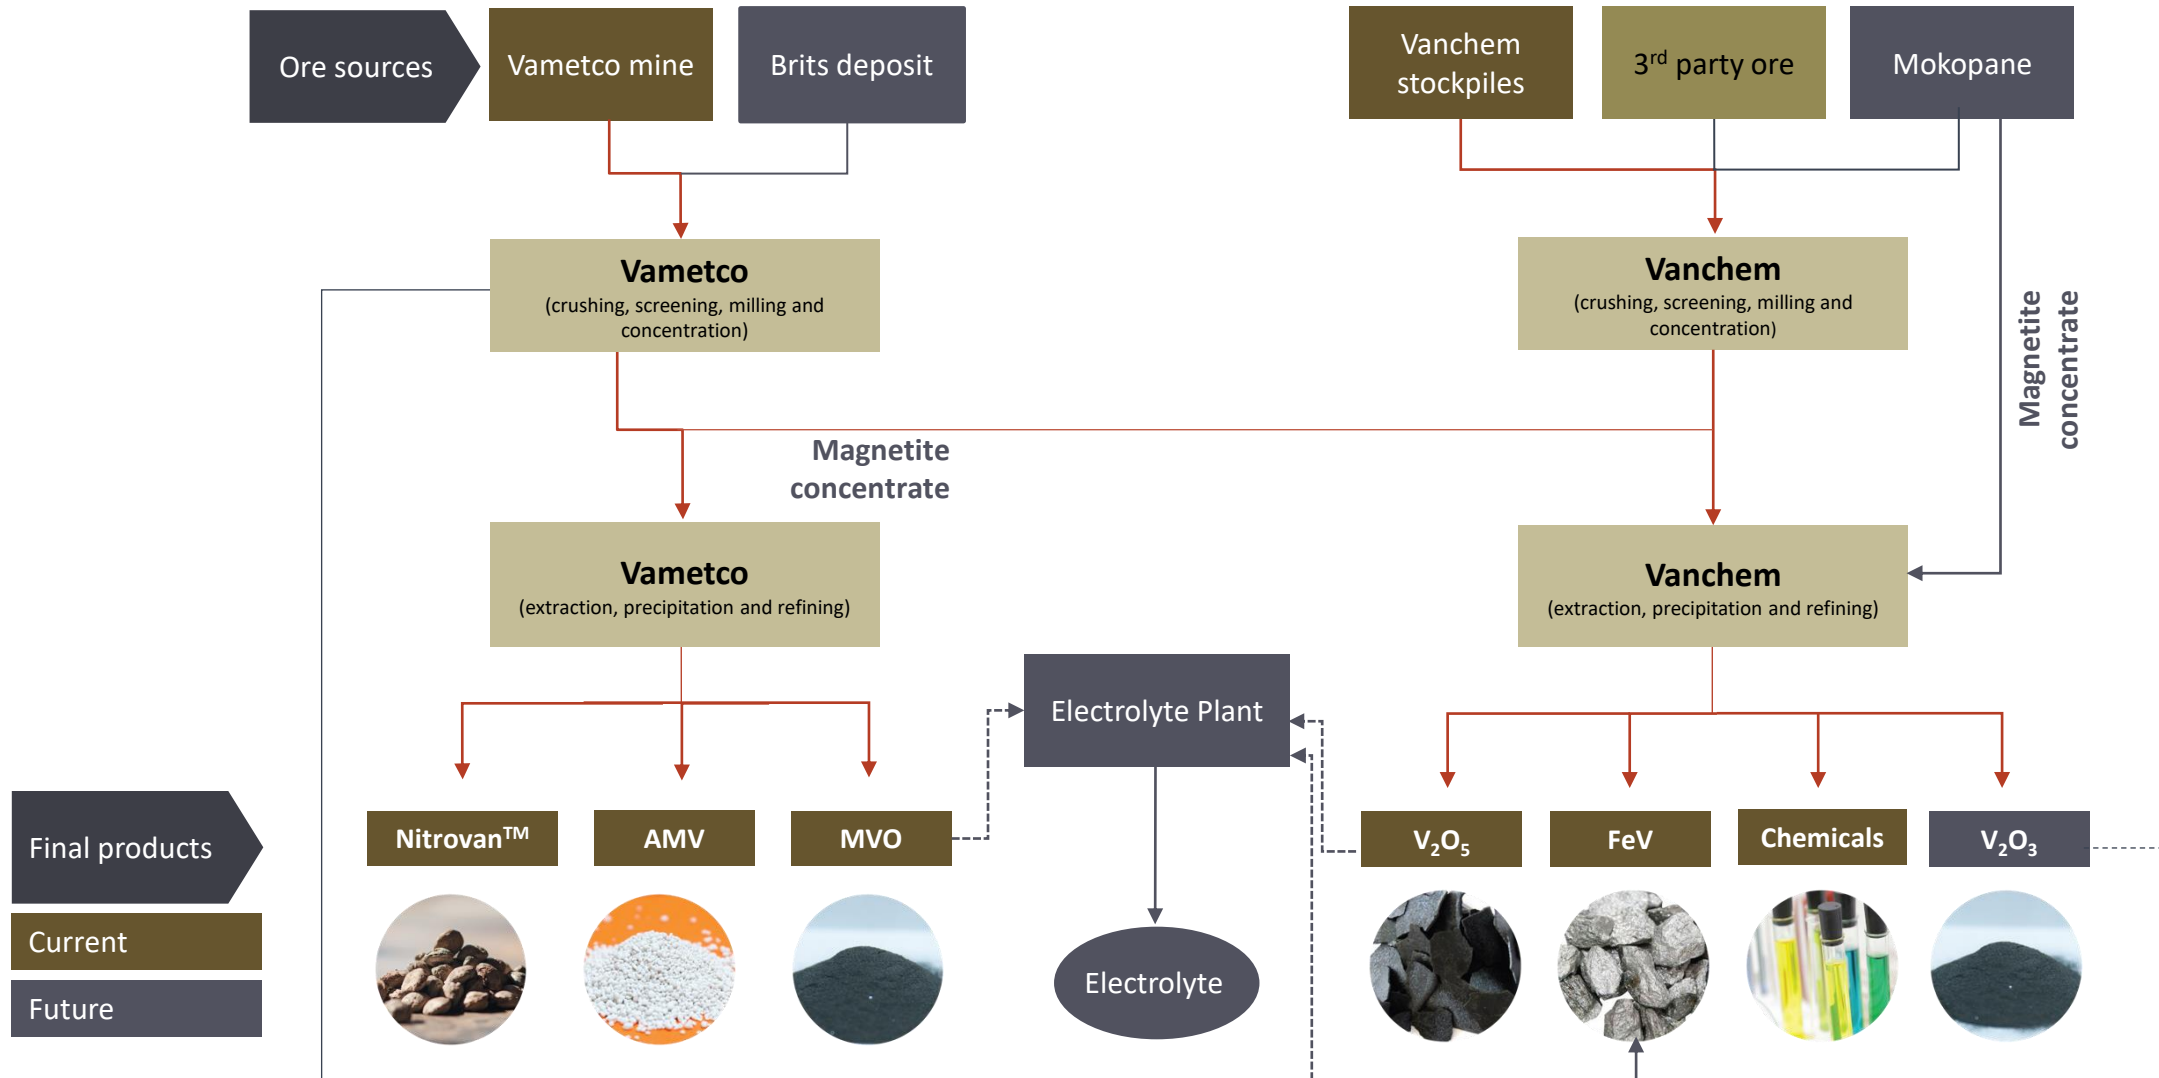 Ore sources
Vametco mine
Brits deposit
Vanchem
stockpiles
3rd party ore
Mokopane
Vametco
(crushing, screening, milling and
concentration)
Vanchem
(crushing, screening, milling and
concentration)
Magnetite
concentrate
Magnetite
concentrate
Vametco
(extraction, precipitation and refining)
Vanchem
(extraction, precipitation and refining)
Electrolyte Plant
Final products
Nitrovan™
AMV
MVO
V₂O₅
FeV
Chemicals
V₂O₃
Current
Future
Electrolyte